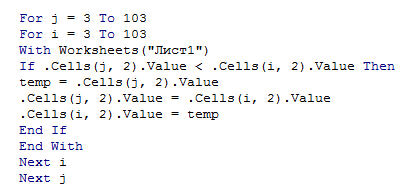 For j = 3 To 103
For i = 3 To 103
With Worksheets("Лист1")
If .Cells(j, 2).Value < .Cells(i, 2).Value Then
temp = .Cells(j, 2).Value
.Cells(j, 2).Value = .Cells(i, 2).Value
.Cells(i, 2).Value = temp
End If
End With
Next i
Next j